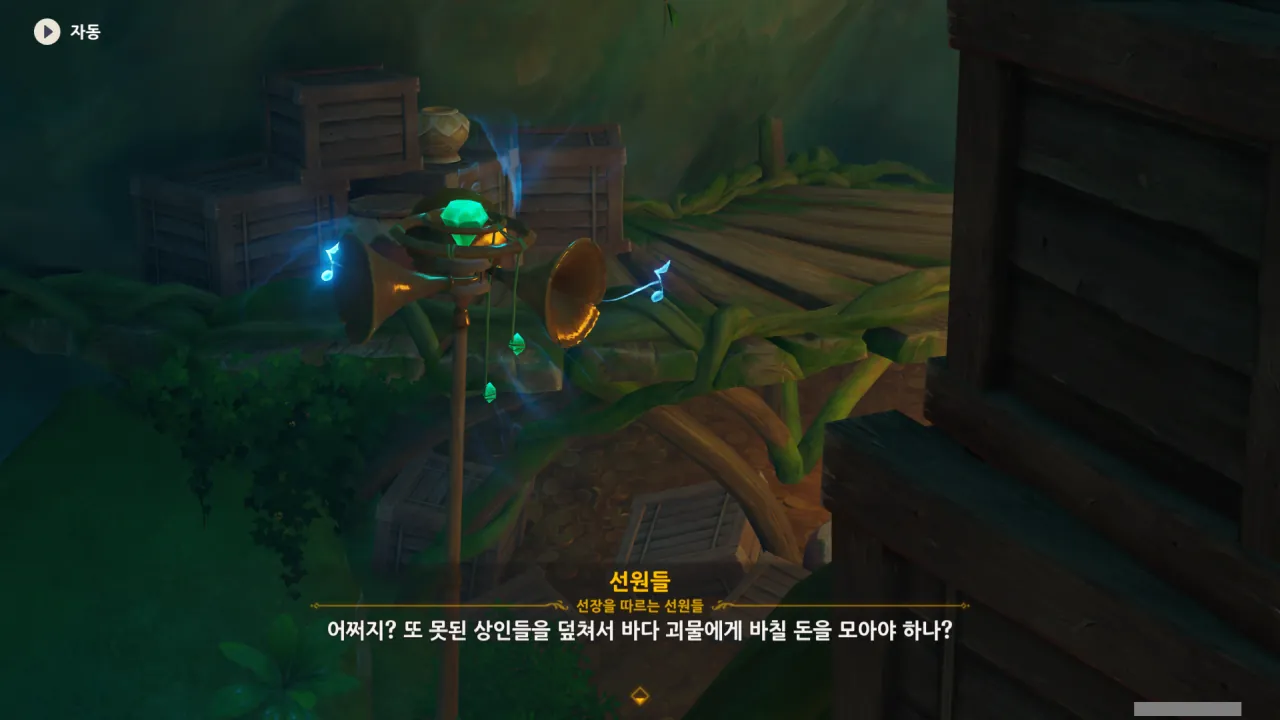 자동
선원들
선장을 따르는 선원들
어쩌지? 또 못된 상인들을 덮쳐서 바다 괴물에게 바칠 돈을 모아야 하나?